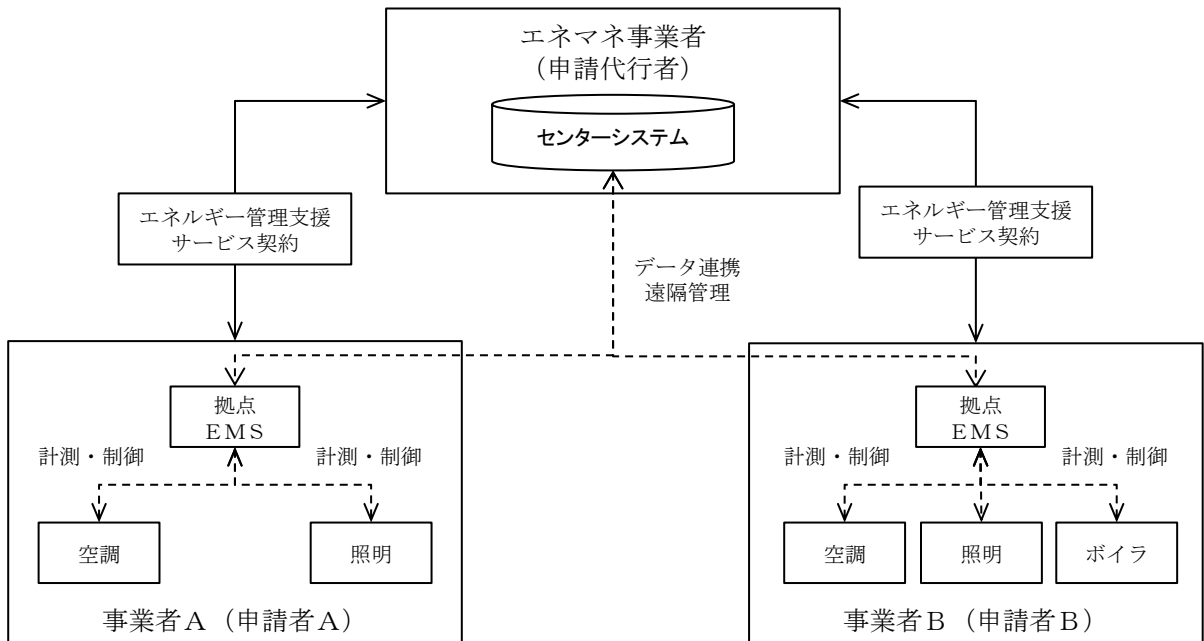 エネマネ事業者
（申請代行者）
センターシステム
エネルギー管理支援
サービス契約
エネルギー管理支援
サービス契約
データ連携
遠隔管理
拠点
ＥＭＳ
計測・制御
計測・制御
空調
照明
事業者Ａ（申請者Ａ）
拠点
ＥＭＳ
計測・制御
計測・制御
空調
照明
ボイラ
事業者Ｂ（申請者Ｂ）